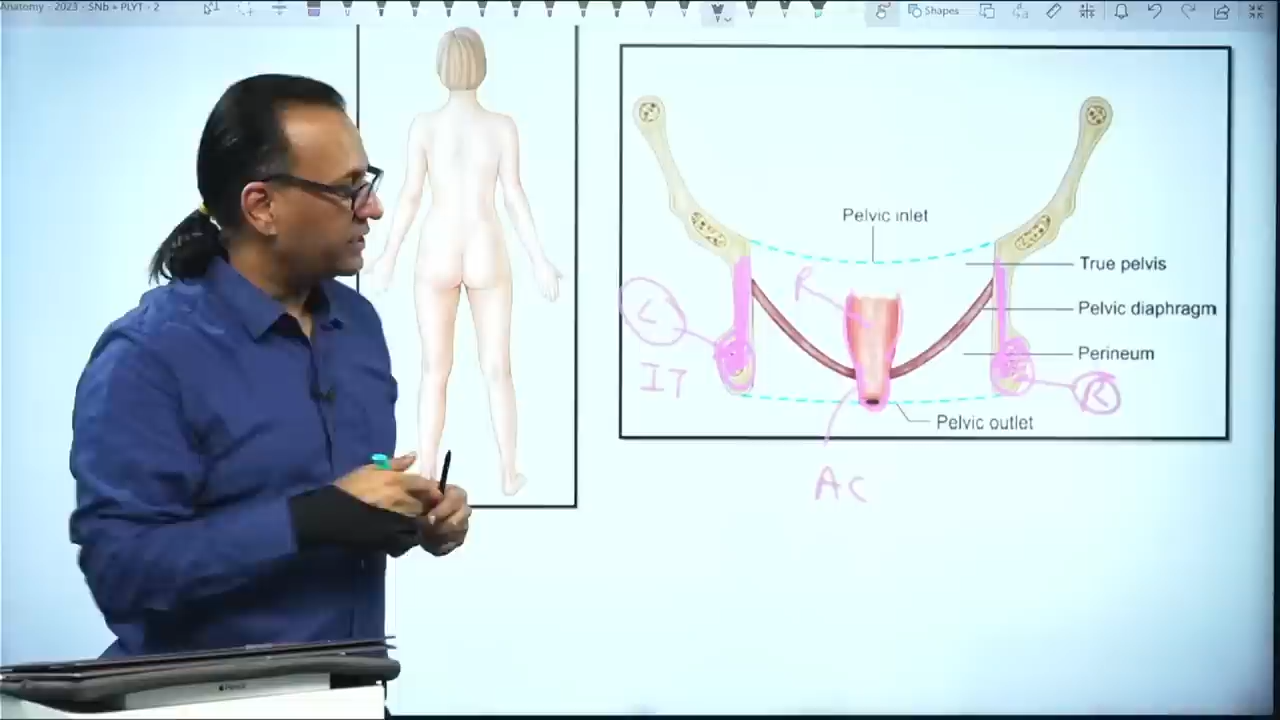 Anatomy - 2023 - SNb » PLYT - 2
Shapes
Pelvic inlet
True pelvis
Pelvic diaphragm
Perineum
Pelvic outlet
R
L
IT
R
AC